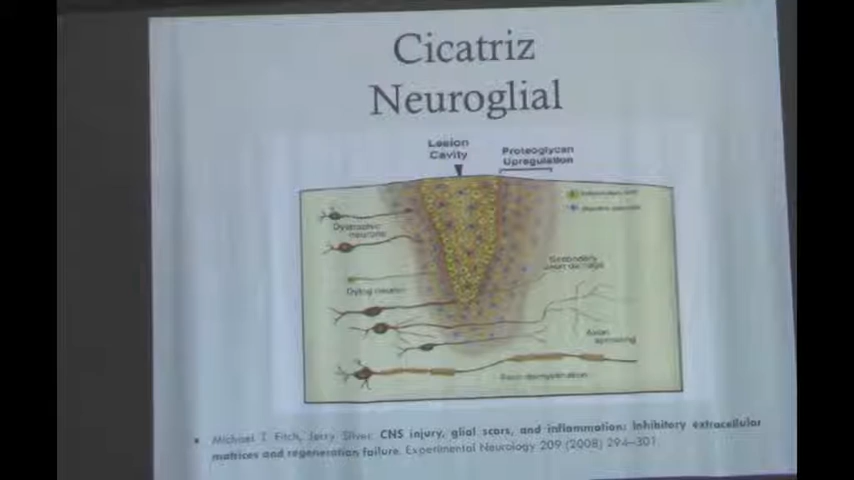 Cicatriz
Neuroglial
Lesion
Cavity
Proteoglycan
Upregulation
Dystrophic
neurons
Secondary
axon damage
Dying neuron
Axon
sprouting
Axon demyelination
• Michael T. Fitch, Jerry Silver. CNS injury, glial scars, and inflammation: Inhibitory extracellular
matrices and regeneration failure. Experimental Neurology 209 (2008) 294–301